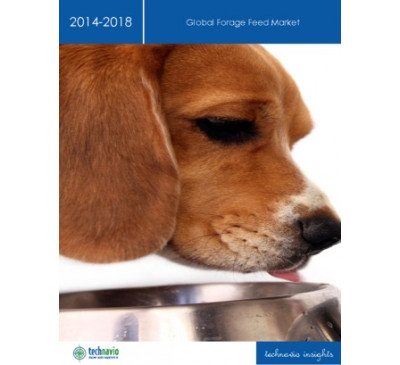 2014-2018
Global Forage Feed Market
technavio
technavio insights